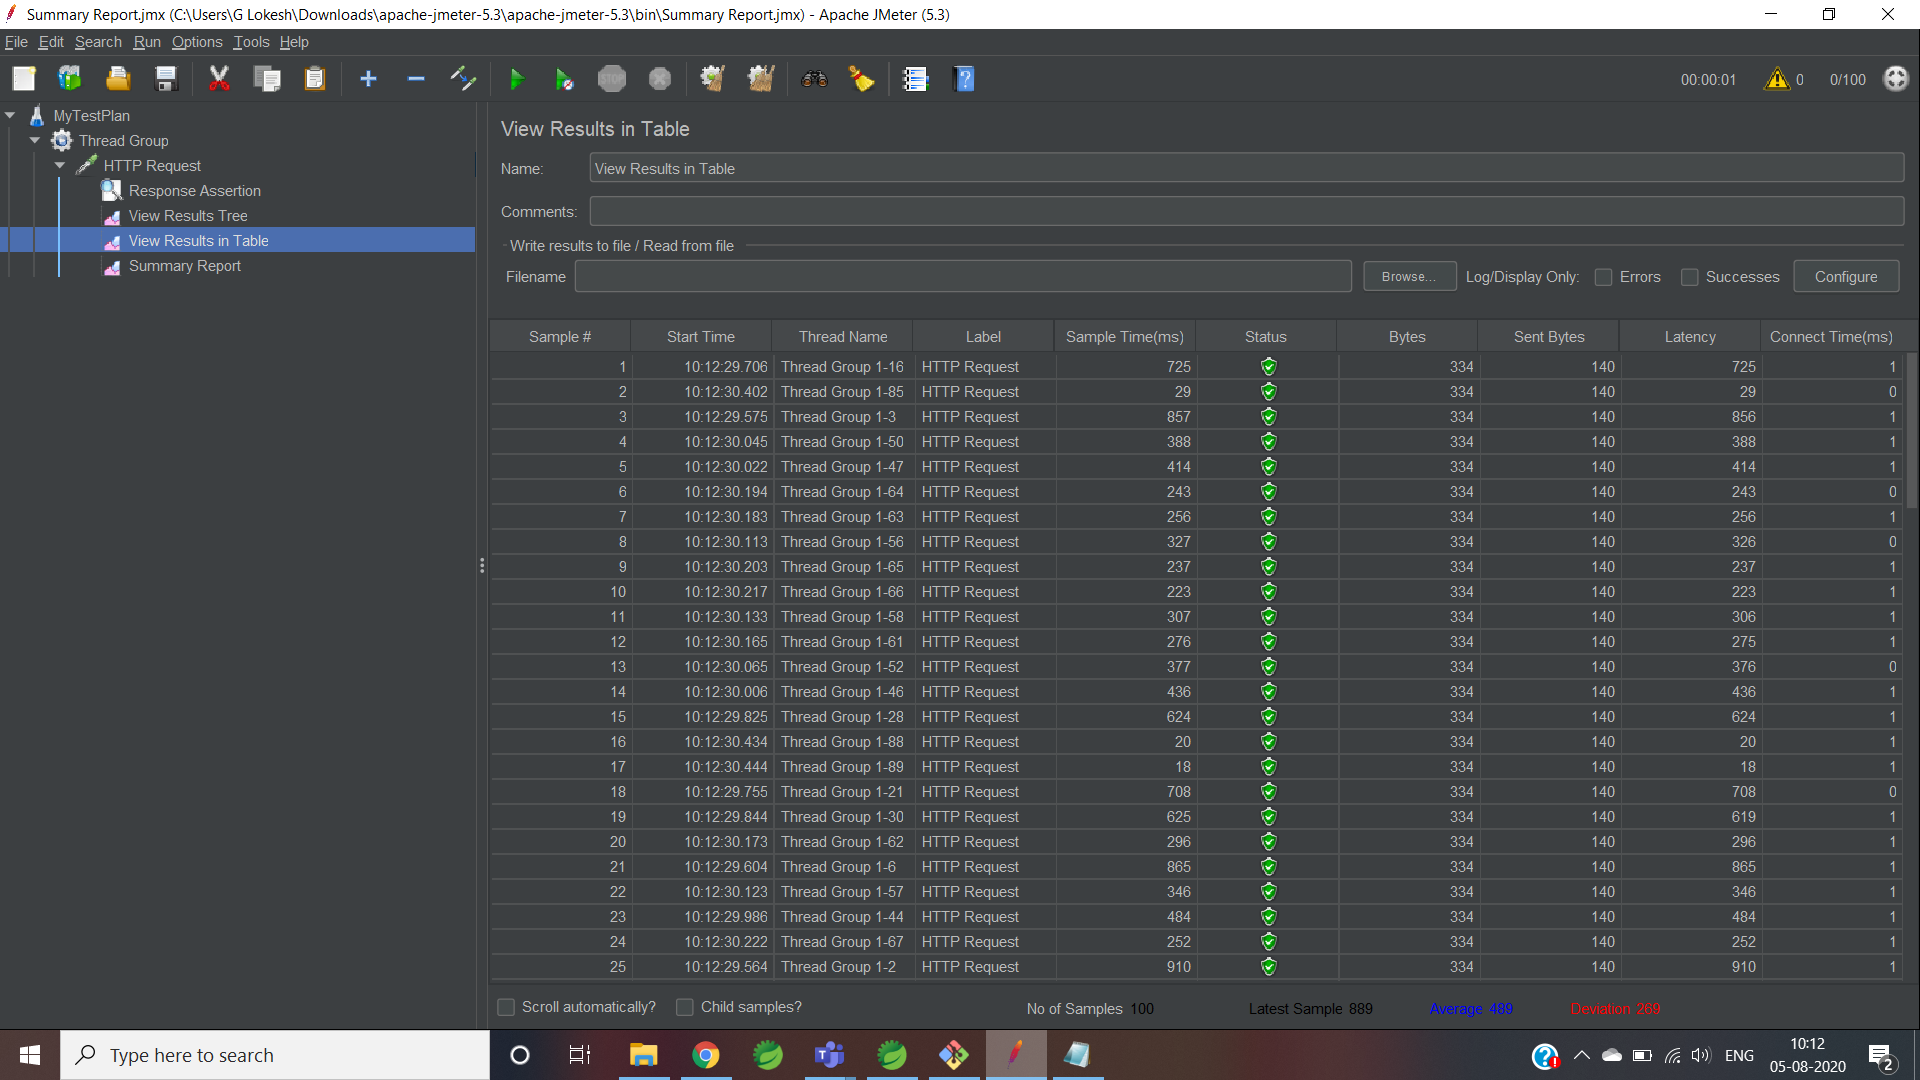 Summary Report.jmx (C:\Users\G Lokesh\Downloads\apache-jmeter-5.3\apache-jmeter-5.3\bin\Summary Report.jmx) - Apache JMeter (5.3)
File Edit Search Run Options Tools Help
STOP 00:00:01 0 0/100
MyTestPlan
Thread Group
HTTP Request
Response Assertion
View Results Tree
View Results in Table
Summary Report
View Results in Table
Name: View Results in Table
Comments:
Write results to file / Read from file
Filename Browse... Log/Display Only: Errors Successes Configure
Sample # Start Time Thread Name Label Sample Time(ms) Status Bytes Sent Bytes Latency Connect Time(ms)
1 10:12:29.706 Thread Group 1-16 HTTP Request 725 334 140 725 1
2 10:12:30.402 Thread Group 1-85 HTTP Request 29 334 140 29 0
3 10:12:29.575 Thread Group 1-3 HTTP Request 857 334 140 856 1
4 10:12:30.045 Thread Group 1-50 HTTP Request 388 334 140 388 1
5 10:12:30.022 Thread Group 1-47 HTTP Request 414 334 140 414 1
6 10:12:30.194 Thread Group 1-64 HTTP Request 243 334 140 243 0
7 10:12:30.183 Thread Group 1-63 HTTP Request 256 334 140 256 1
8 10:12:30.113 Thread Group 1-56 HTTP Request 327 334 140 326 0
9 10:12:30.203 Thread Group 1-65 HTTP Request 237 334 140 237 1
10 10:12:30.217 Thread Group 1-66 HTTP Request 223 334 140 223 1
11 10:12:30.133 Thread Group 1-58 HTTP Request 307 334 140 306 1
12 10:12:30.165 Thread Group 1-61 HTTP Request 276 334 140 275 1
13 10:12:30.065 Thread Group 1-52 HTTP Request 377 334 140 376 0
14 10:12:30.006 Thread Group 1-46 HTTP Request 436 334 140 436 1
15 10:12:29.825 Thread Group 1-28 HTTP Request 624 334 140 624 1
16 10:12:30.434 Thread Group 1-88 HTTP Request 20 334 140 20 1
17 10:12:30.444 Thread Group 1-89 HTTP Request 18 334 140 18 1
18 10:12:29.755 Thread Group 1-21 HTTP Request 708 334 140 708 0
19 10:12:29.844 Thread Group 1-30 HTTP Request 625 334 140 619 1
20 10:12:30.173 Thread Group 1-62 HTTP Request 296 334 140 296 1
21 10:12:29.604 Thread Group 1-6 HTTP Request 865 334 140 865 1
22 10:12:30.123 Thread Group 1-57 HTTP Request 346 334 140 346 1
23 10:12:29.986 Thread Group 1-44 HTTP Request 484 334 140 484 1
24 10:12:30.222 Thread Group 1-67 HTTP Request 252 334 140 252 1
25 10:12:29.564 Thread Group 1-2 HTTP Request 910 334 140 910 1
Scroll automatically? Child samples? No of Samples 100 Latest Sample 889 Average 489 Deviation 269
Type here to search ENG 10:12
05-08-2020 2